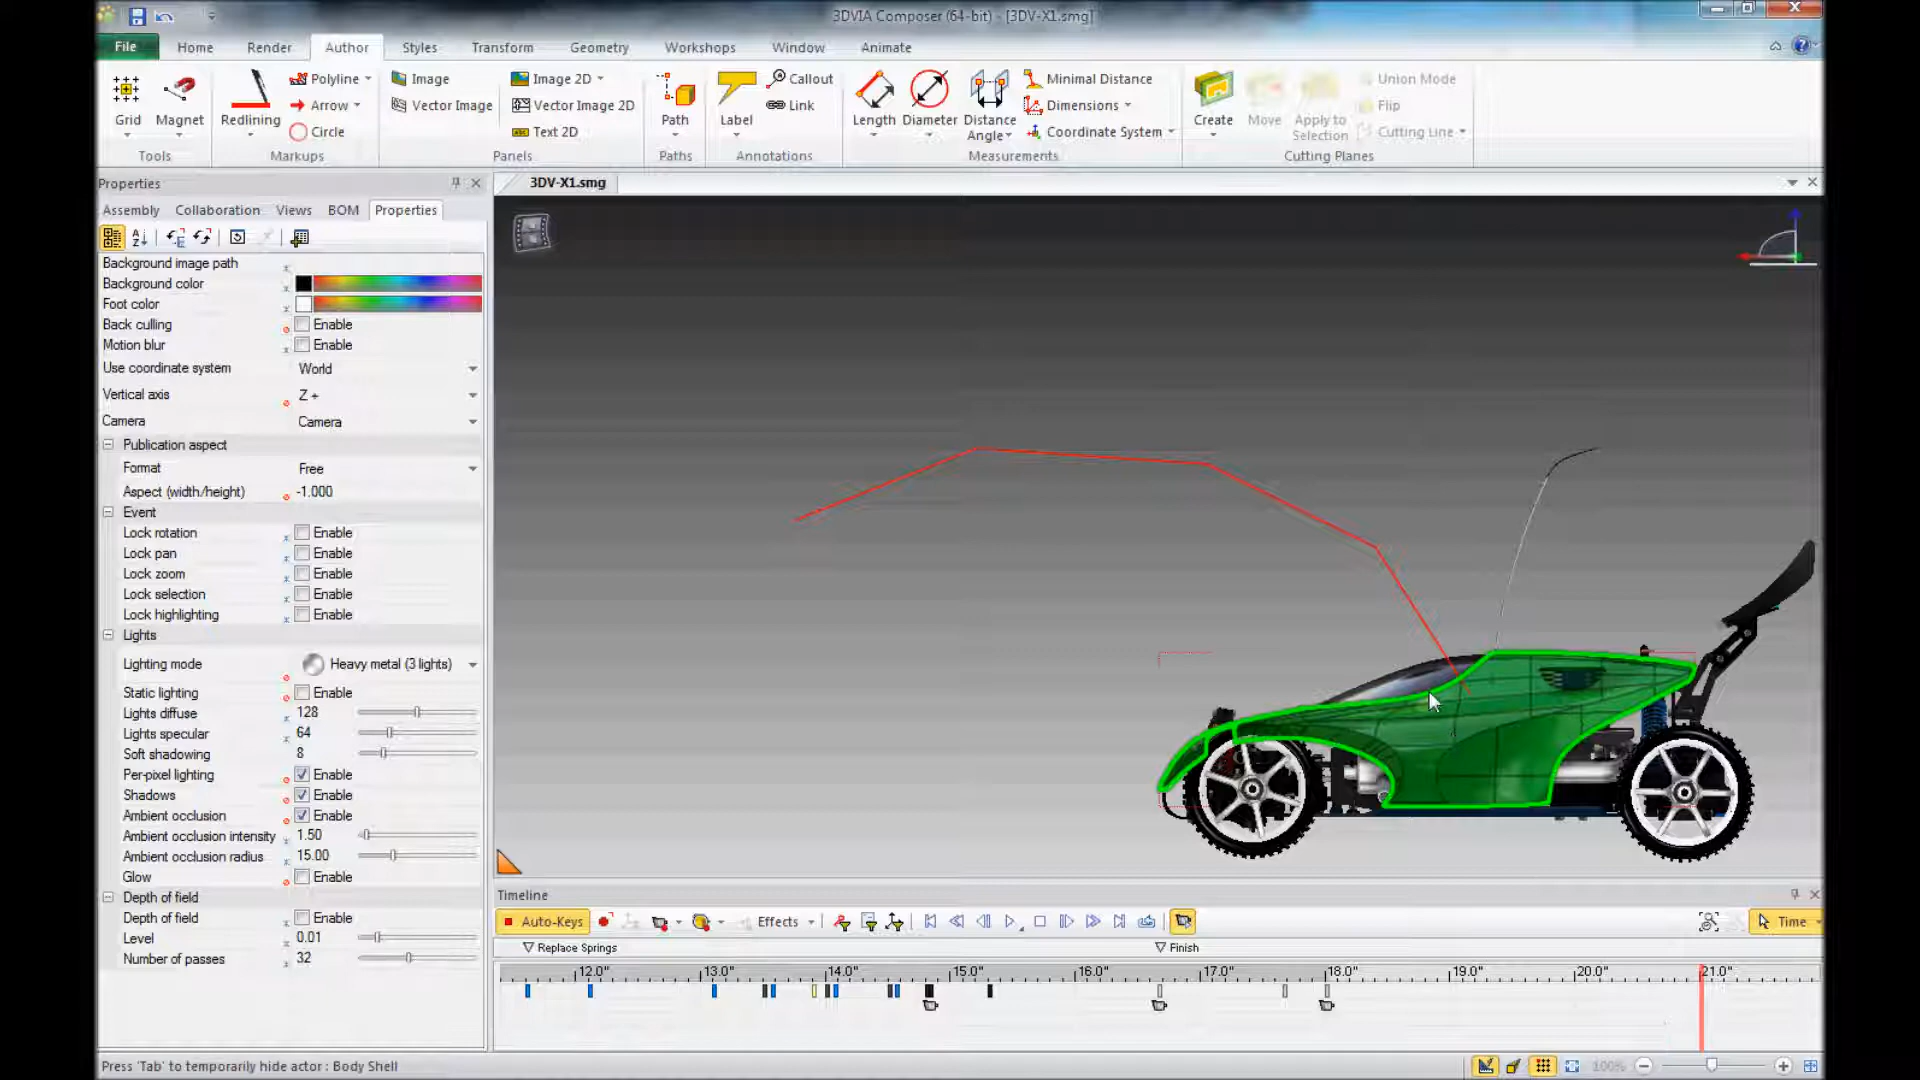 3DVIA Composer (64-bit) - [3DV-X1.smg]
File Home Render Author Styles Transform Geometry Workshops Window Animate
Grid Magnet
Tools
Redlining Polyline
Arrow
Circle
Markups
Image Image 2D
Vector Image Vector Image 2D
Text 2D
Panels
Path
Paths
Label Callout
Link
Annotations
Length Diameter Distance Angle
Minimal Distance
Dimensions
Coordinate System
Measurements
Create Move Apply to Selection
Union Mode
Flip
Cutting Line
Cutting Planes
Properties
Assembly Collaboration Views BOM Properties
Background image path
Background color
Foot color
Back culling Enable
Motion blur Enable
Use coordinate system World
Vertical axis Z +
Camera Camera
Publication aspect
Format Free
Aspect (width/height) -1.000
Event
Lock rotation Enable
Lock pan Enable
Lock zoom Enable
Lock selection Enable
Lock highlighting Enable
Lights
Lighting mode Heavy metal (3 lights)
Static lighting Enable
Lights diffuse 128
Lights specular 64
Soft shadowing 8
Per-pixel lighting Enable
Shadows Enable
Ambient occlusion Enable
Ambient occlusion intensity 1.50
Ambient occlusion radius 15.00
Glow Enable
Depth of field
Depth of field Enable
Level 0.01
Number of passes 32
3DV-X1.smg
Timeline
Auto-Keys Effects Time
Replace Springs Finish
12.0" 13.0" 14.0" 15.0" 16.0" 17.0" 18.0" 19.0" 20.0" 21.0"
Press 'Tab' to temporarily hide actor : Body Shell
100%